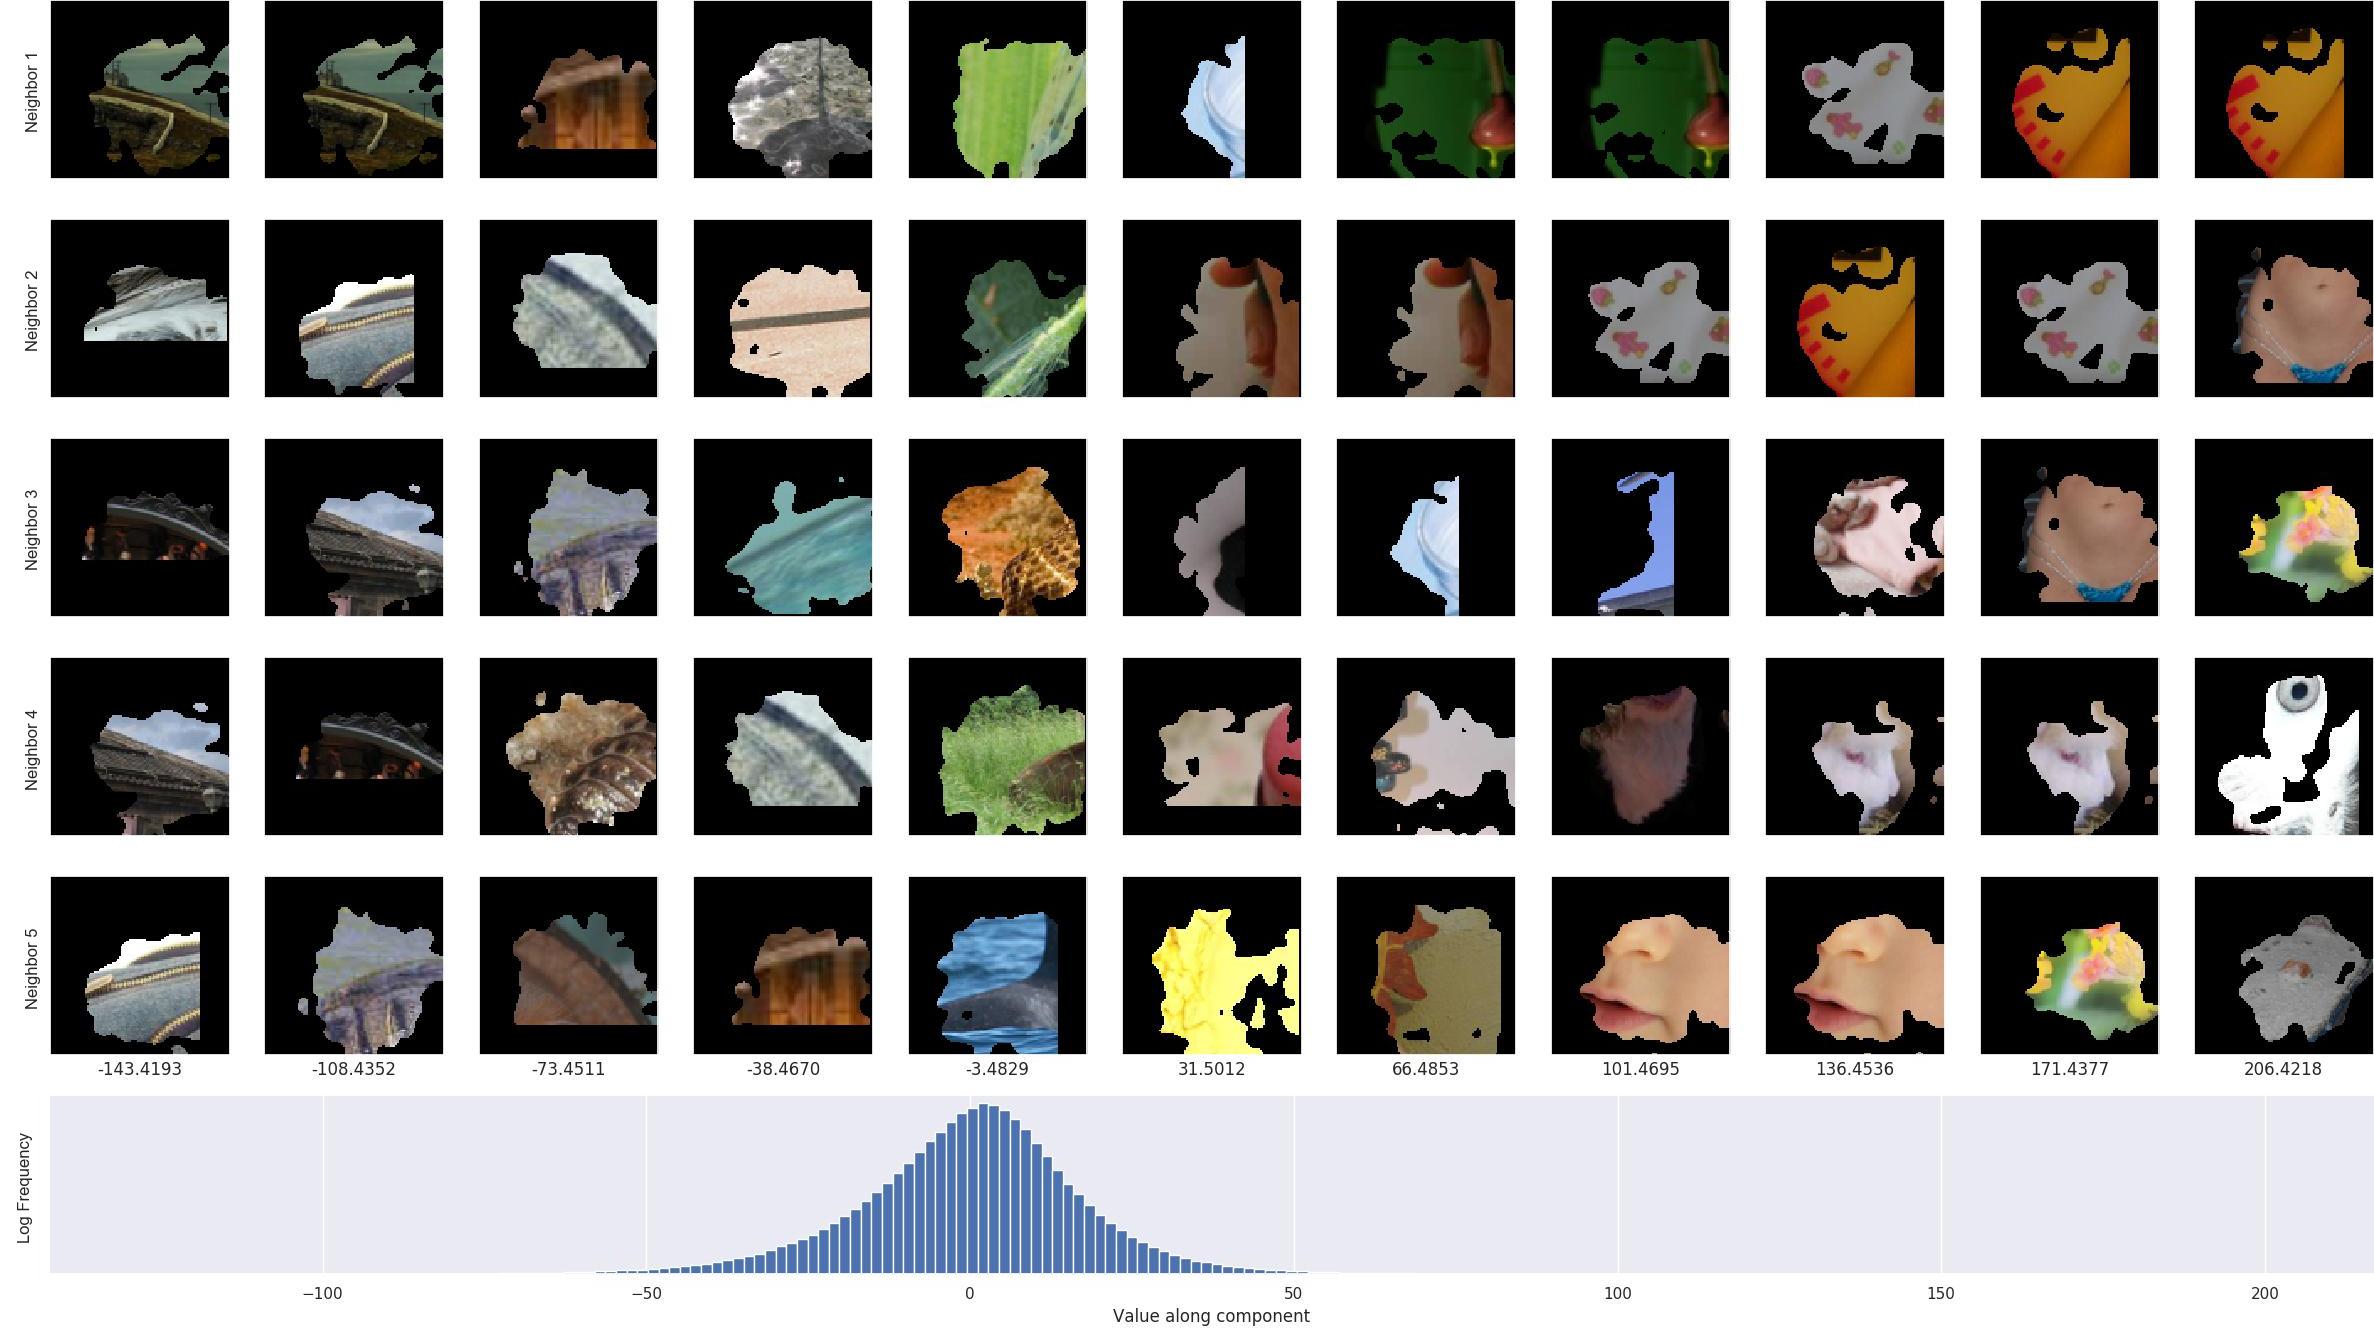 Neighbor 1
Neighbor 2
Neighbor 3
Neighbor 4
Neighbor 5
-143.4193 -108.4352 -73.4511 -38.4670 -3.4829 31.5012 66.4853 101.4695 136.4536 171.4377 206.4218
Log Frequency
−100 −50 0 50 100 150 200
Value along component